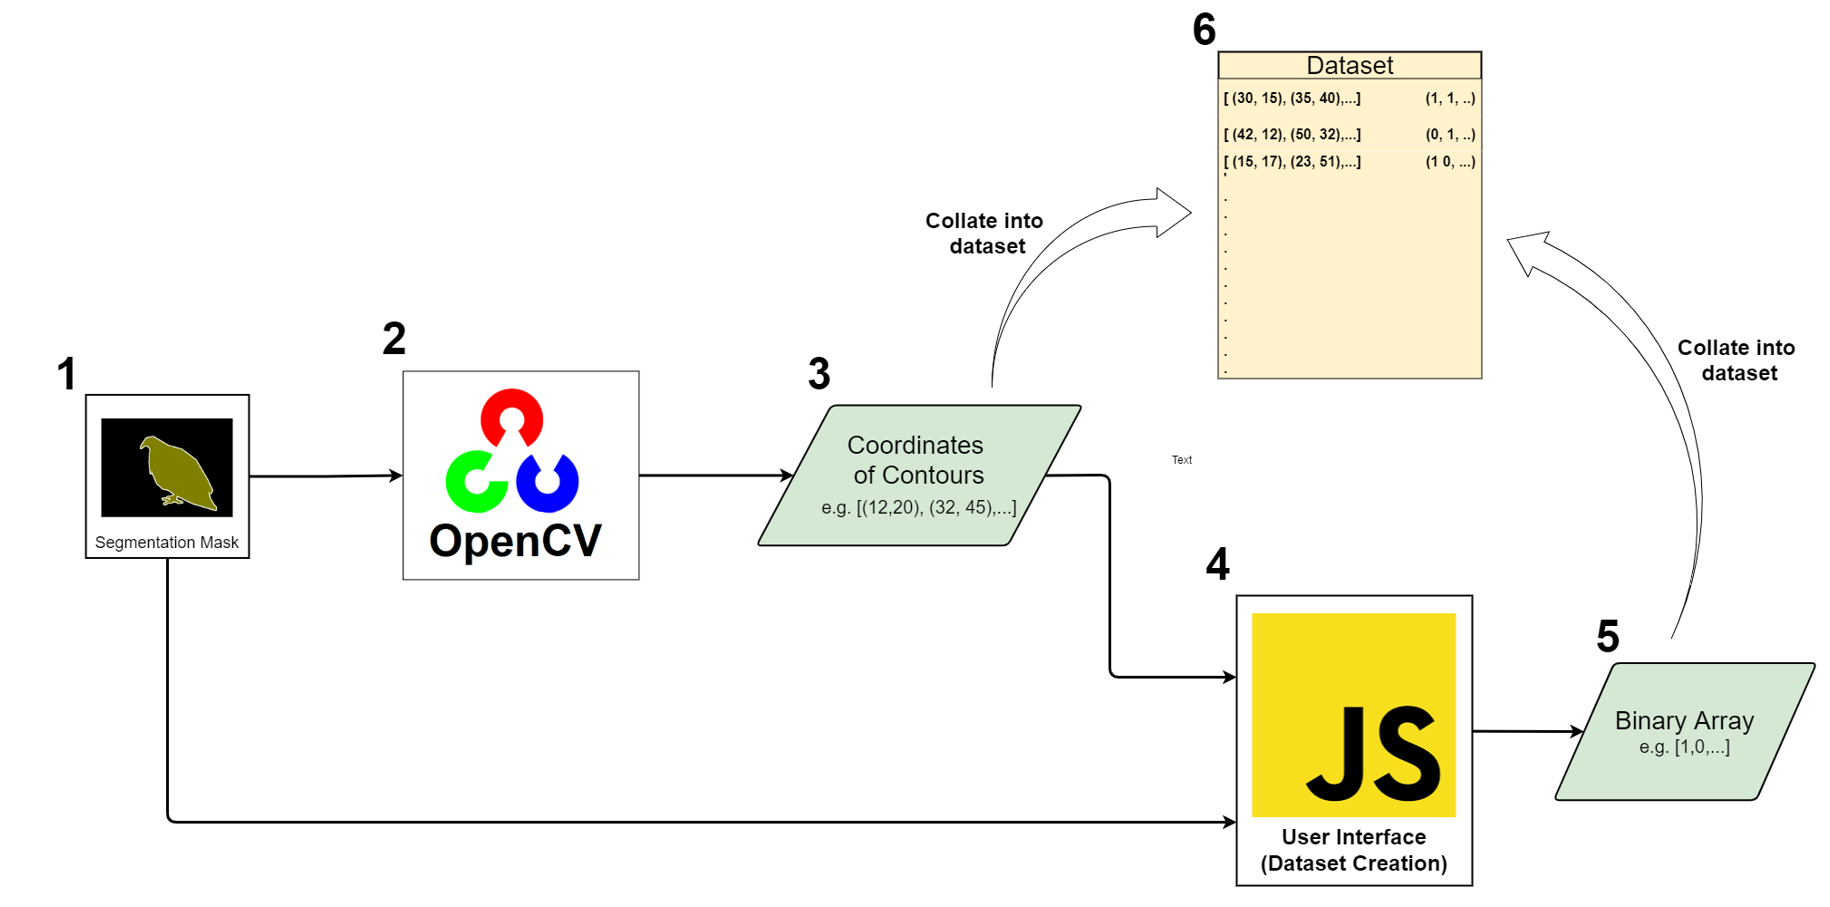 6
Dataset
[ (30, 15), (35, 40),...] (1, 1, ..)
[ (42, 12), (50, 32),...] (0, 1, ..)
[ (15, 17), (23, 51),...] (1 0, ...)
'
.
.
.
.
.
.
.
.
.
.
.
Collate into
dataset
Collate into
dataset
1
Segmentation Mask
2
OpenCV
3
Coordinates
of Contours
e.g. [(12,20), (32, 45),...]
Text
4
JS
User Interface
(Dataset Creation)
5
Binary Array
e.g. [1,0,...]